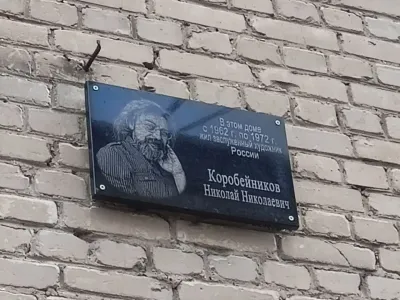 В этом доме
с 1962 г. по 1972 г.
жил заслуженный художник
России
Коробейников
Николай Николаевич